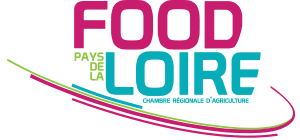 FOOD
PAYS
DE
LA
LOIRE
CHAMBRE RÉGIONALE D'AGRICULTURE